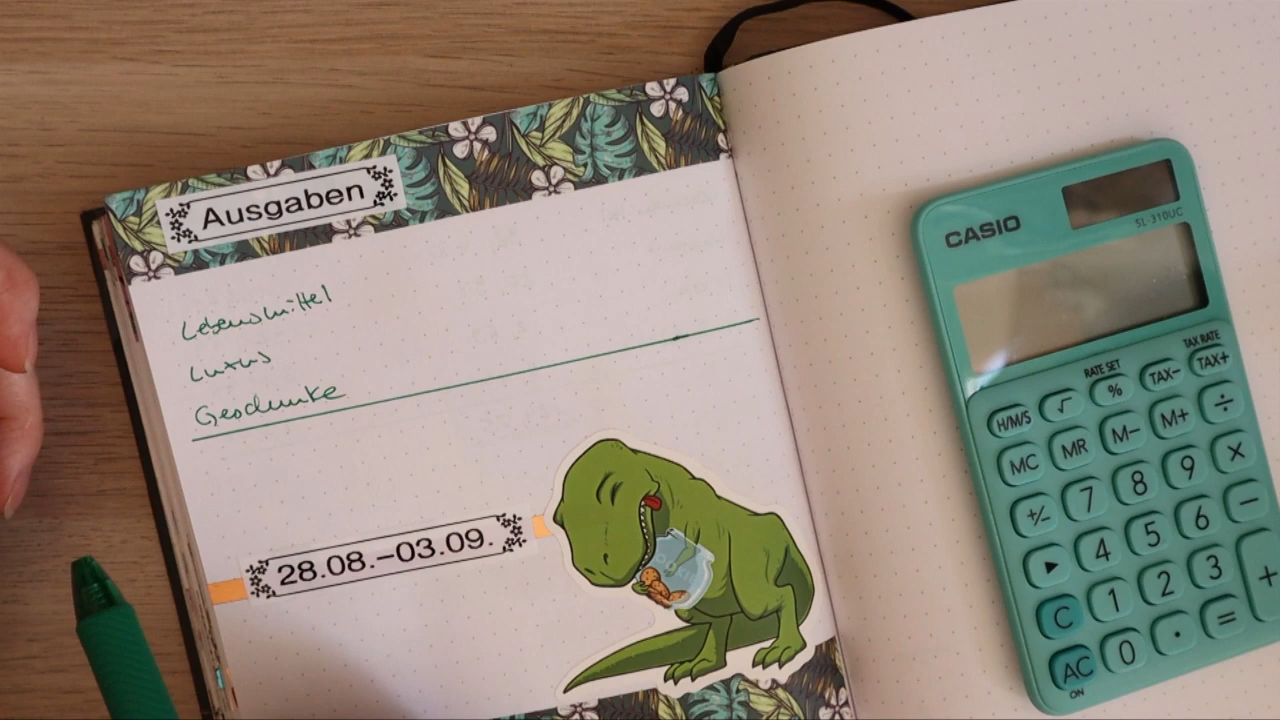 Ausgaben
Lebensmittel
Luxus
Geschenke
28.08.-03.09.
CASIO
SL-310UC
TAX RATE
RATE SET
H/M/S √ % TAX- TAX+
MC MR M- M+ ÷
+/- 7 8 9 ×
▶ 4 5 6 -
C 1 2 3 +
AC 0 · =
ON